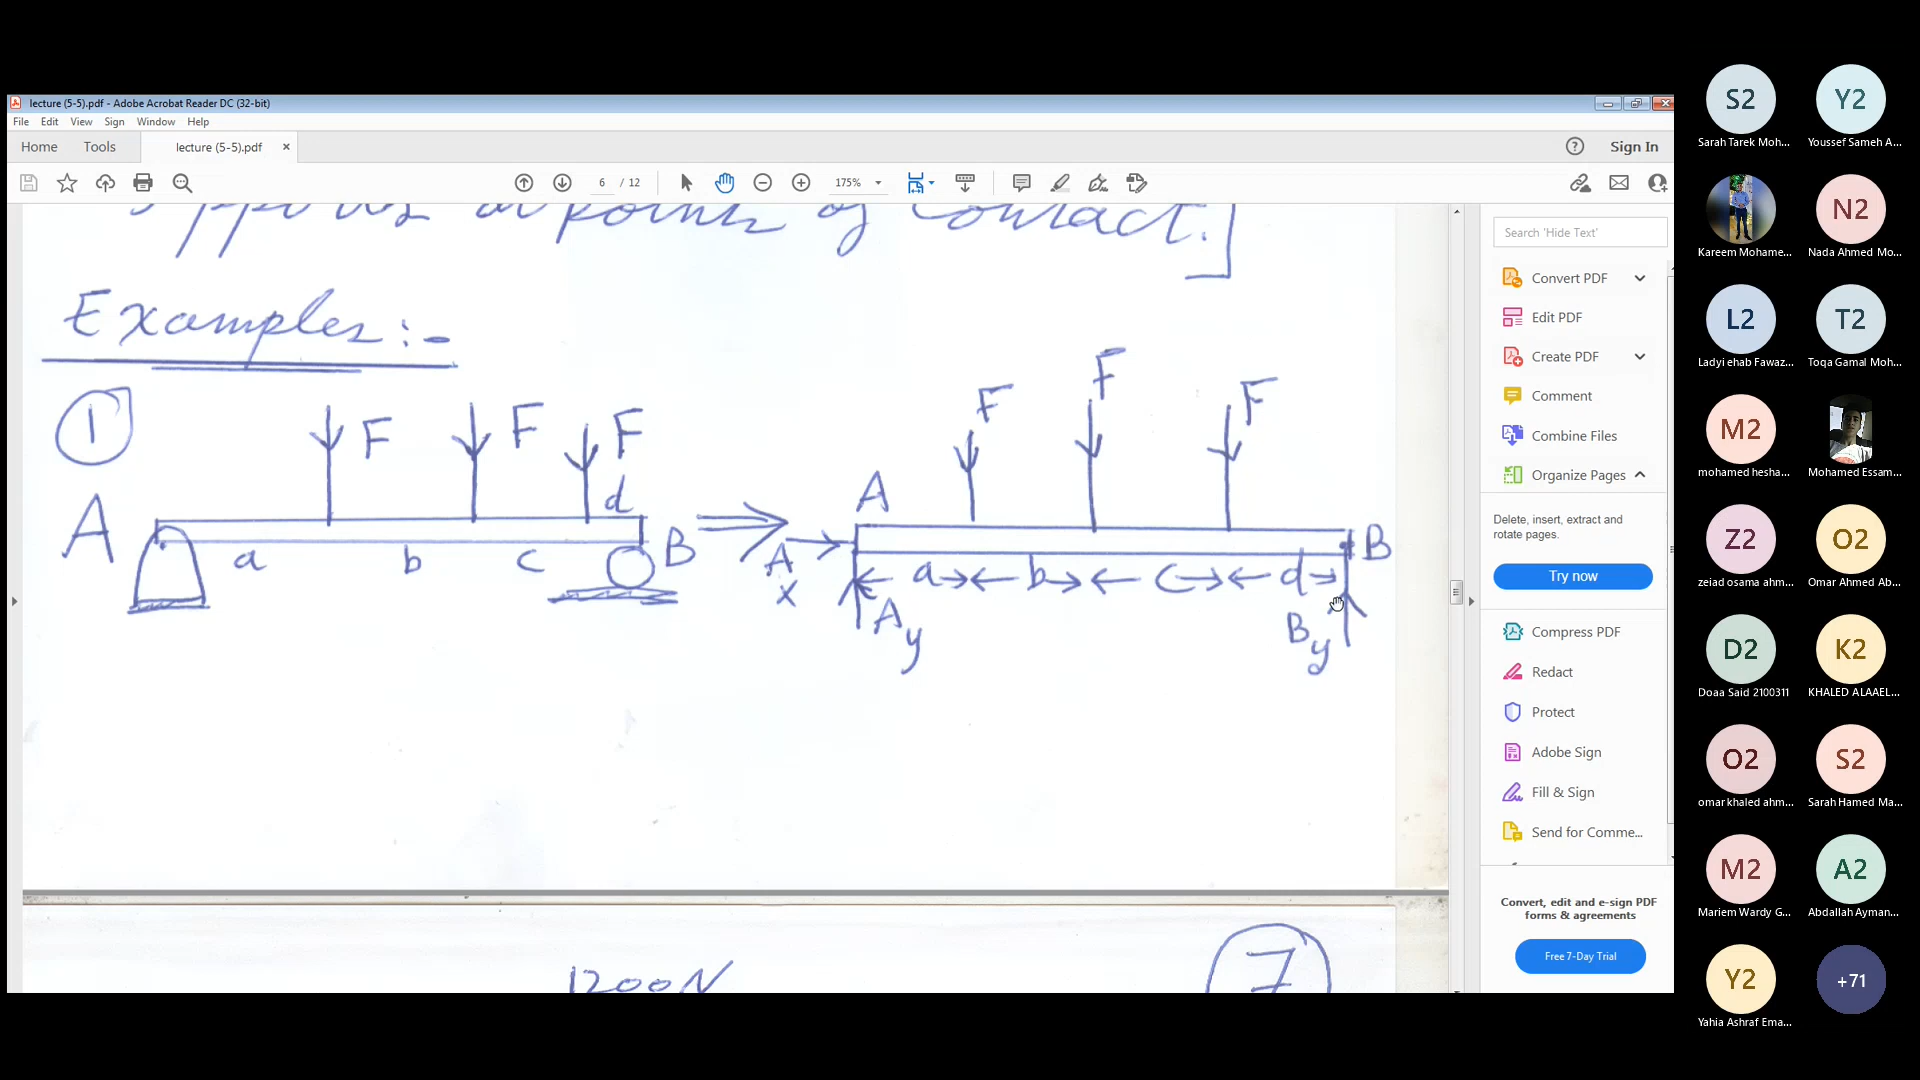 lecture (5-5).pdf - Adobe Acrobat Reader DC (32-bit)
File Edit View Sign Window Help
Home Tools lecture (5-5).pdf × Sign In
6 / 12 175%
supports at points of contact.]
Examples:-
1
F F F
F F F
A a b c d B
A B
A x
a b c d
A y
B y
1200N
7
Search 'Hide Text'
Convert PDF
Edit PDF
Create PDF
Comment
Combine Files
Organize Pages
Delete, insert, extract and
rotate pages.
Try now
Compress PDF
Redact
Protect
Adobe Sign
Fill & Sign
Send for Comme...
Convert, edit and e-sign PDF
forms & agreements
Free 7-Day Trial
S2 Y2
Sarah Tarek Moh... Youssef Sameh A...
N2
Kareem Mohame... Nada Ahmed Mo...
L2 T2
Ladyi ehab Fawaz... Toqa Gamal Moh...
M2
mohamed hesha... Mohamed Essam...
Z2 O2
zeiad osama ahm... Omar Ahmed Ab...
D2 K2
Doaa Said 2100311 KHALED ALAAEL...
O2 S2
omar khaled ahm... Sarah Hamed Ma...
M2 A2
Mariem Wardy G... Abdallah Ayman...
Y2 +71
Yahia Ashraf Ema...